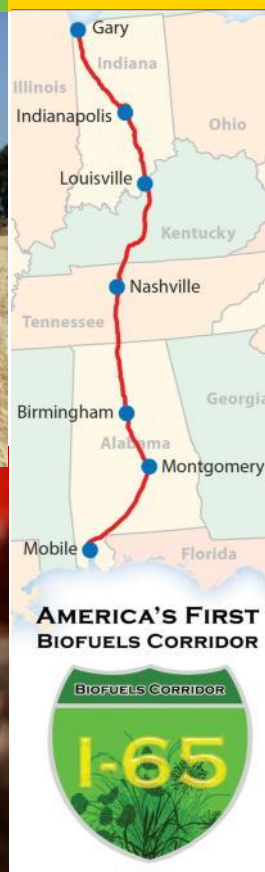 Gary
Indiana
Illinois
Indianapolis
Ohio
Louisville
Kentucky
Nashville
Tennessee
Georgia
Birmingham
Alabama
Montgomery
Mobile
Florida
AMERICA'S FIRST
BIOFUELS CORRIDOR
BIOFUELS CORRIDOR
I-65